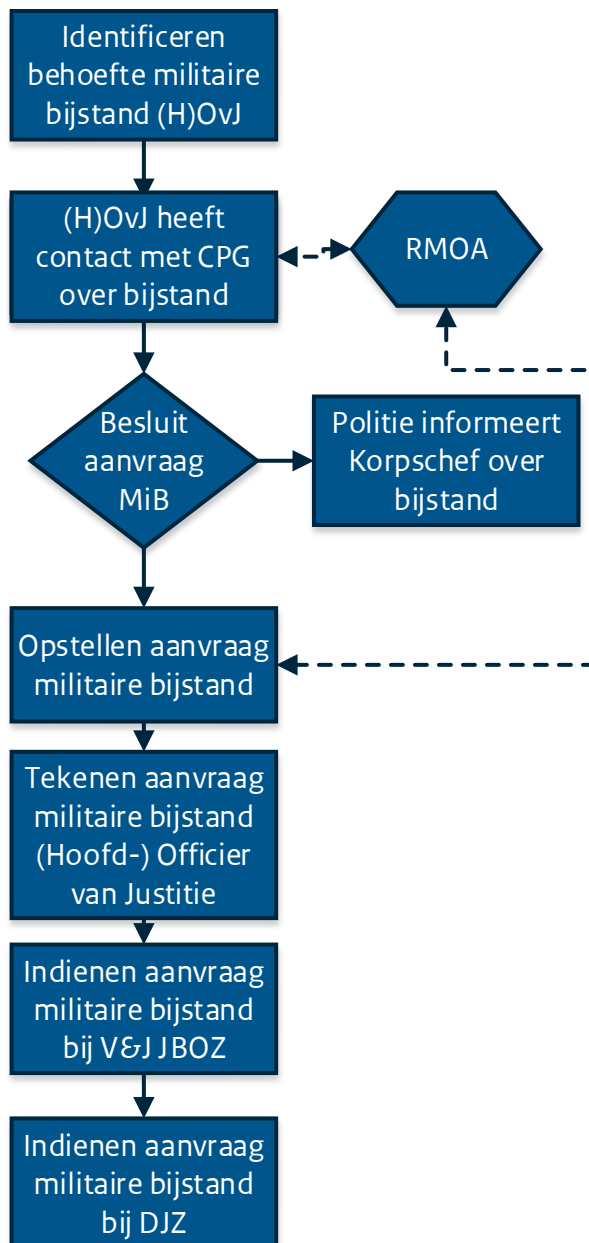 Identificeren
behoefte militaire
bijstand (H)OvJ
(H)OvJ heeft
contact met CPG
over bijstand
RMOA
Besluit
aanvraag
MiB
Politie informeert
Korpschef over
bijstand
Opstellen aanvraag
militaire bijstand
Tekenen aanvraag
militaire bijstand
(Hoofd-) Officier
van Justitie
Indienen aanvraag
militaire bijstand
bij V&J JBOZ
Indienen aanvraag
militaire bijstand
bij DJZ